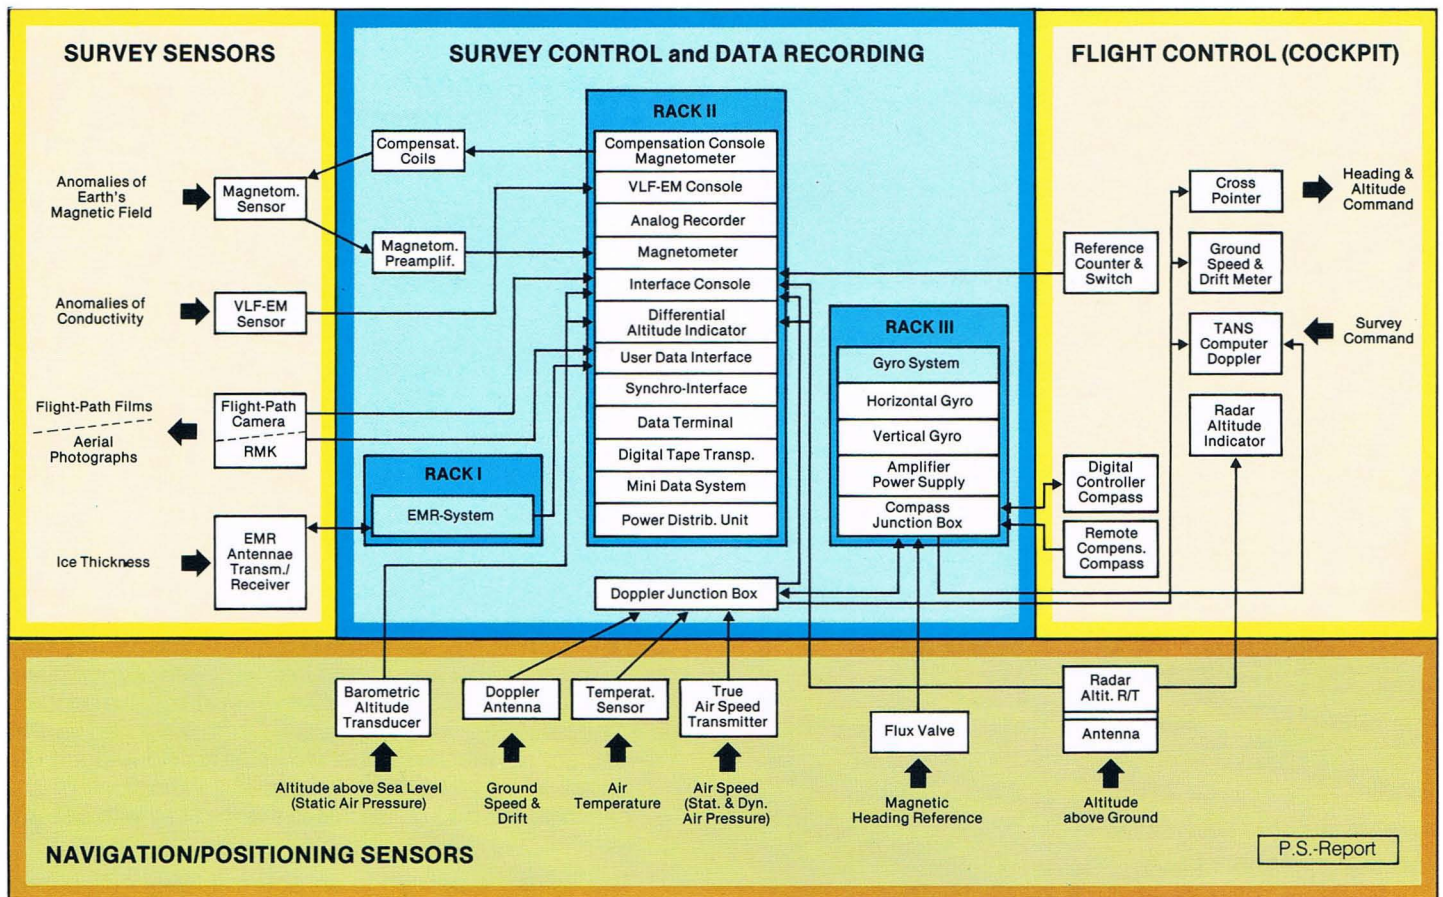 SURVEY SENSORS
Anomalies of
Earth's
Magnetic Field
Magnetom.
Sensor
Anomalies of
Conductivity
VLF-EM
Sensor
Flight-Path Films
Aerial
Photographs
Flight-Path
Camera
RMK
Ice Thickness
EMR
Antennae
Transm./
Receiver
SURVEY CONTROL and DATA RECORDING
Compensat.
Coils
Magnetom.
Preamplif.
RACK I
EMR-System
RACK II
Compensation Console
Magnetometer
VLF-EM Console
Analog Recorder
Magnetometer
Interface Console
Differential
Altitude Indicator
User Data Interface
Synchro-Interface
Data Terminal
Digital Tape Transp.
Mini Data System
Power Distrib. Unit
Doppler Junction Box
RACK III
Gyro System
Horizontal Gyro
Vertical Gyro
Amplifier
Power Supply
Compass
Junction Box
FLIGHT CONTROL (COCKPIT)
Cross
Pointer
Heading &
Altitude
Command
Reference
Counter &
Switch
Ground
Speed &
Drift Meter
TANS
Computer
Doppler
Survey
Command
Radar
Altitude
Indicator
Digital
Controller
Compass
Remote
Compens.
Compass
Barometric
Altitude
Transducer
Altitude above Sea Level
(Static Air Pressure)
Doppler
Antenna
Ground
Speed &
Drift
Temperat.
Sensor
Air
Temperature
True
Air Speed
Transmitter
Air Speed
(Stat. & Dyn.
Air Pressure)
Flux Valve
Magnetic
Heading Reference
Radar
Altit. R/T
Antenna
Altitude
above Ground
NAVIGATION/POSITIONING SENSORS
P.S.-Report